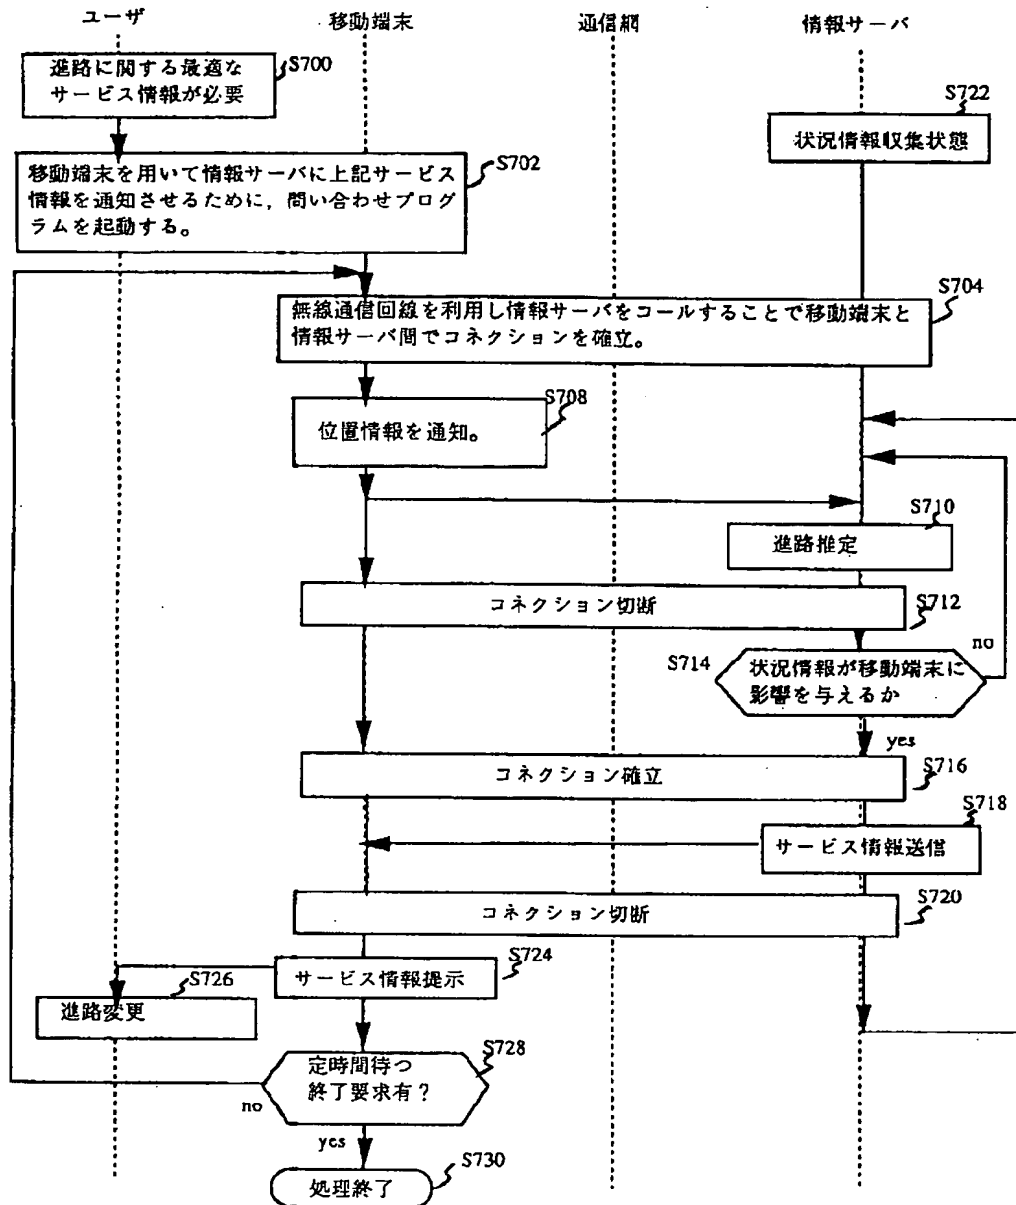 ユーザ
移動端末
通信網
情報サーバ
進路に関する最適な
サービス情報が必要
S700
S722
状況情報収集状態
移動端末を用いて情報サーバに上記サービス
情報を通知させるために，問い合わせプログ
ラムを起動する。
S702
S704
無線通信回線を利用し情報サーバをコールすることで移動端末と
情報サーバ間でコネクションを確立。
S708
位置情報を通知。
S710
進路推定
コネクション切断
S712
no
S714
状況情報が移動端末に
影響を与えるか
yes
コネクション確立
S716
S718
サービス情報送信
コネクション切断
S720
S724
サービス情報提示
S726
進路変更
S728
定時間待つ
終了要求有？
no
yes
S730
処理終了